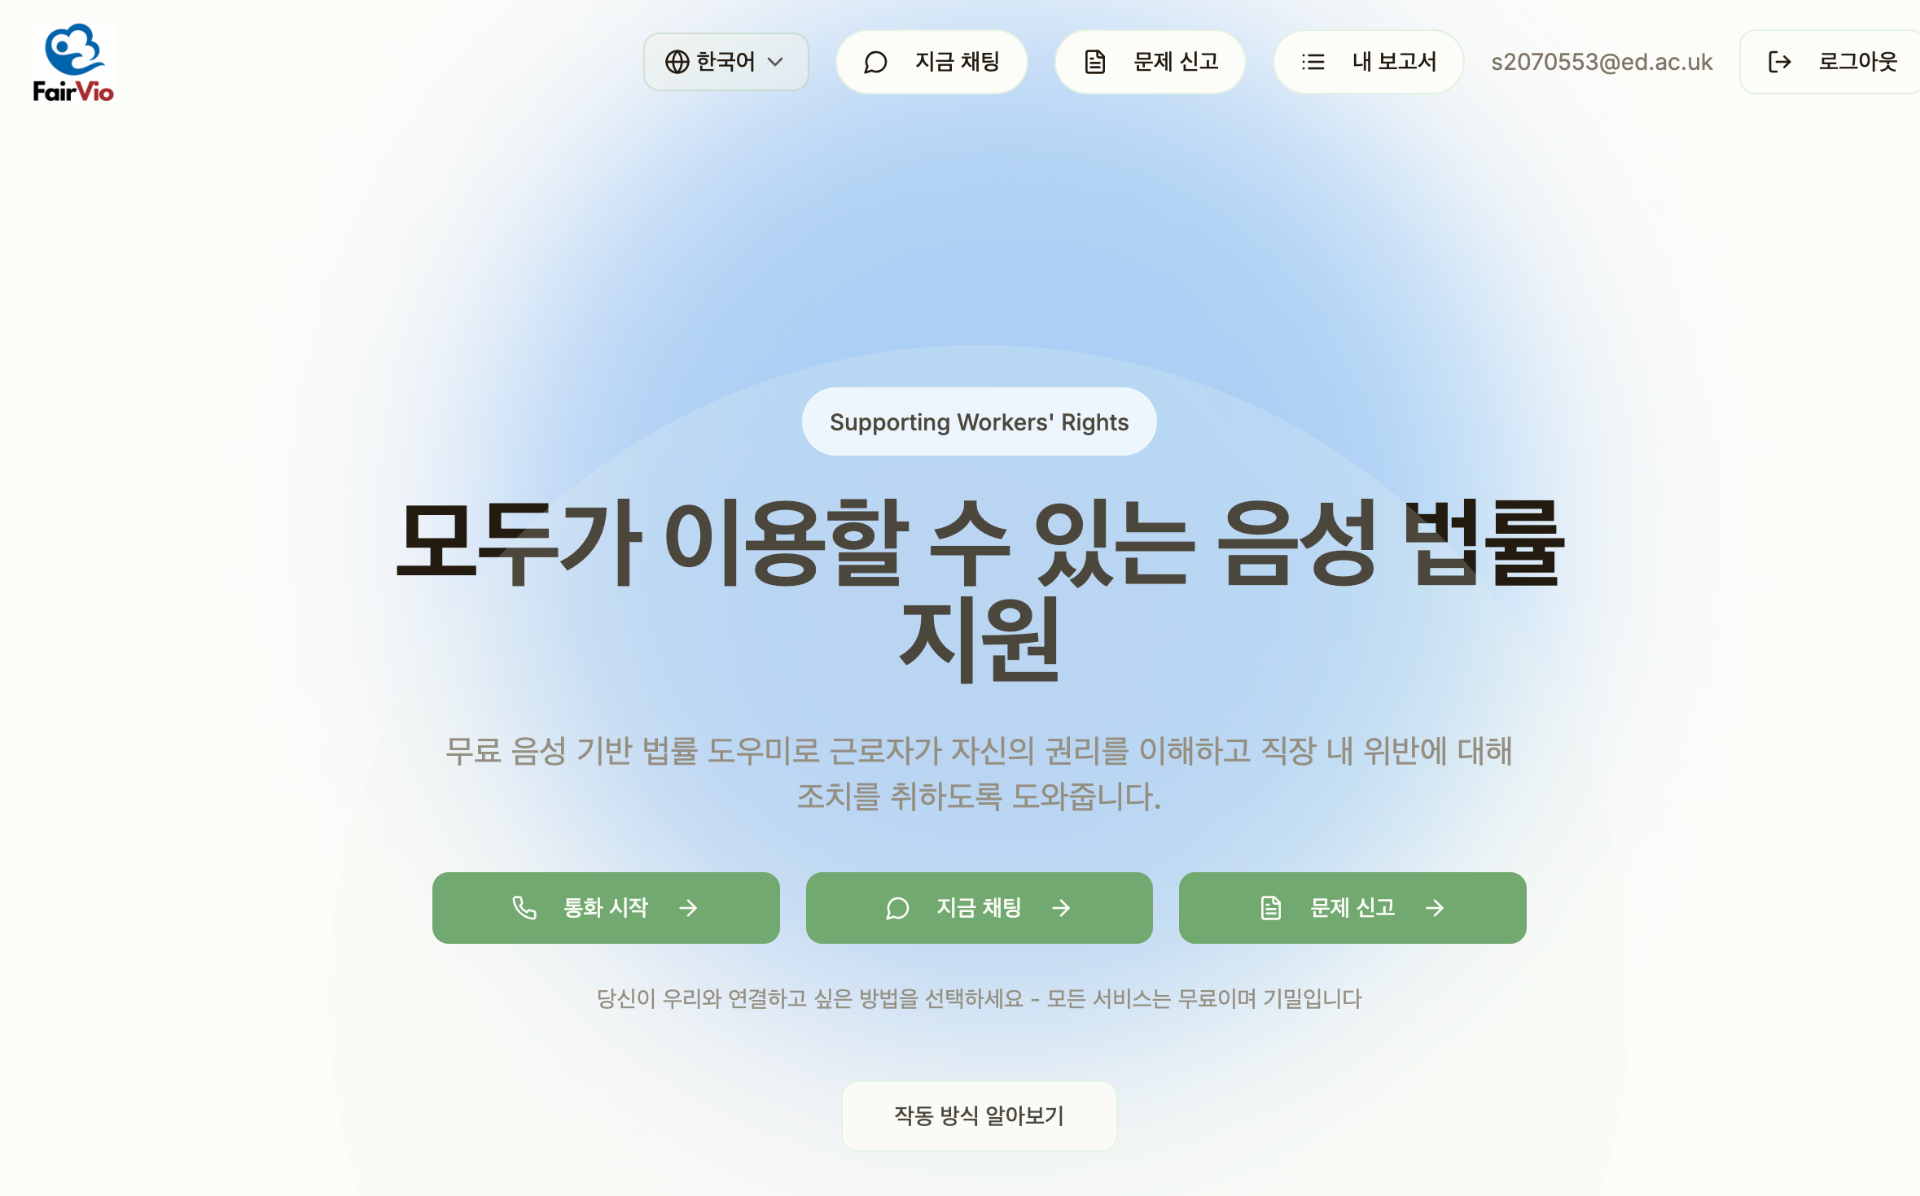 FairVio
한국어
지금 채팅
문제 신고
내 보고서
s2070553@ed.ac.uk
로그아웃
Supporting Workers' Rights
모두가 이용할 수 있는 음성 법률
지원
무료 음성 기반 법률 도우미로 근로자가 자신의 권리를 이해하고 직장 내 위반에 대해
조치를 취하도록 도와줍니다.
통화 시작
지금 채팅
문제 신고
당신이 우리와 연결하고 싶은 방법을 선택하세요 - 모든 서비스는 무료이며 기밀입니다
작동 방식 알아보기